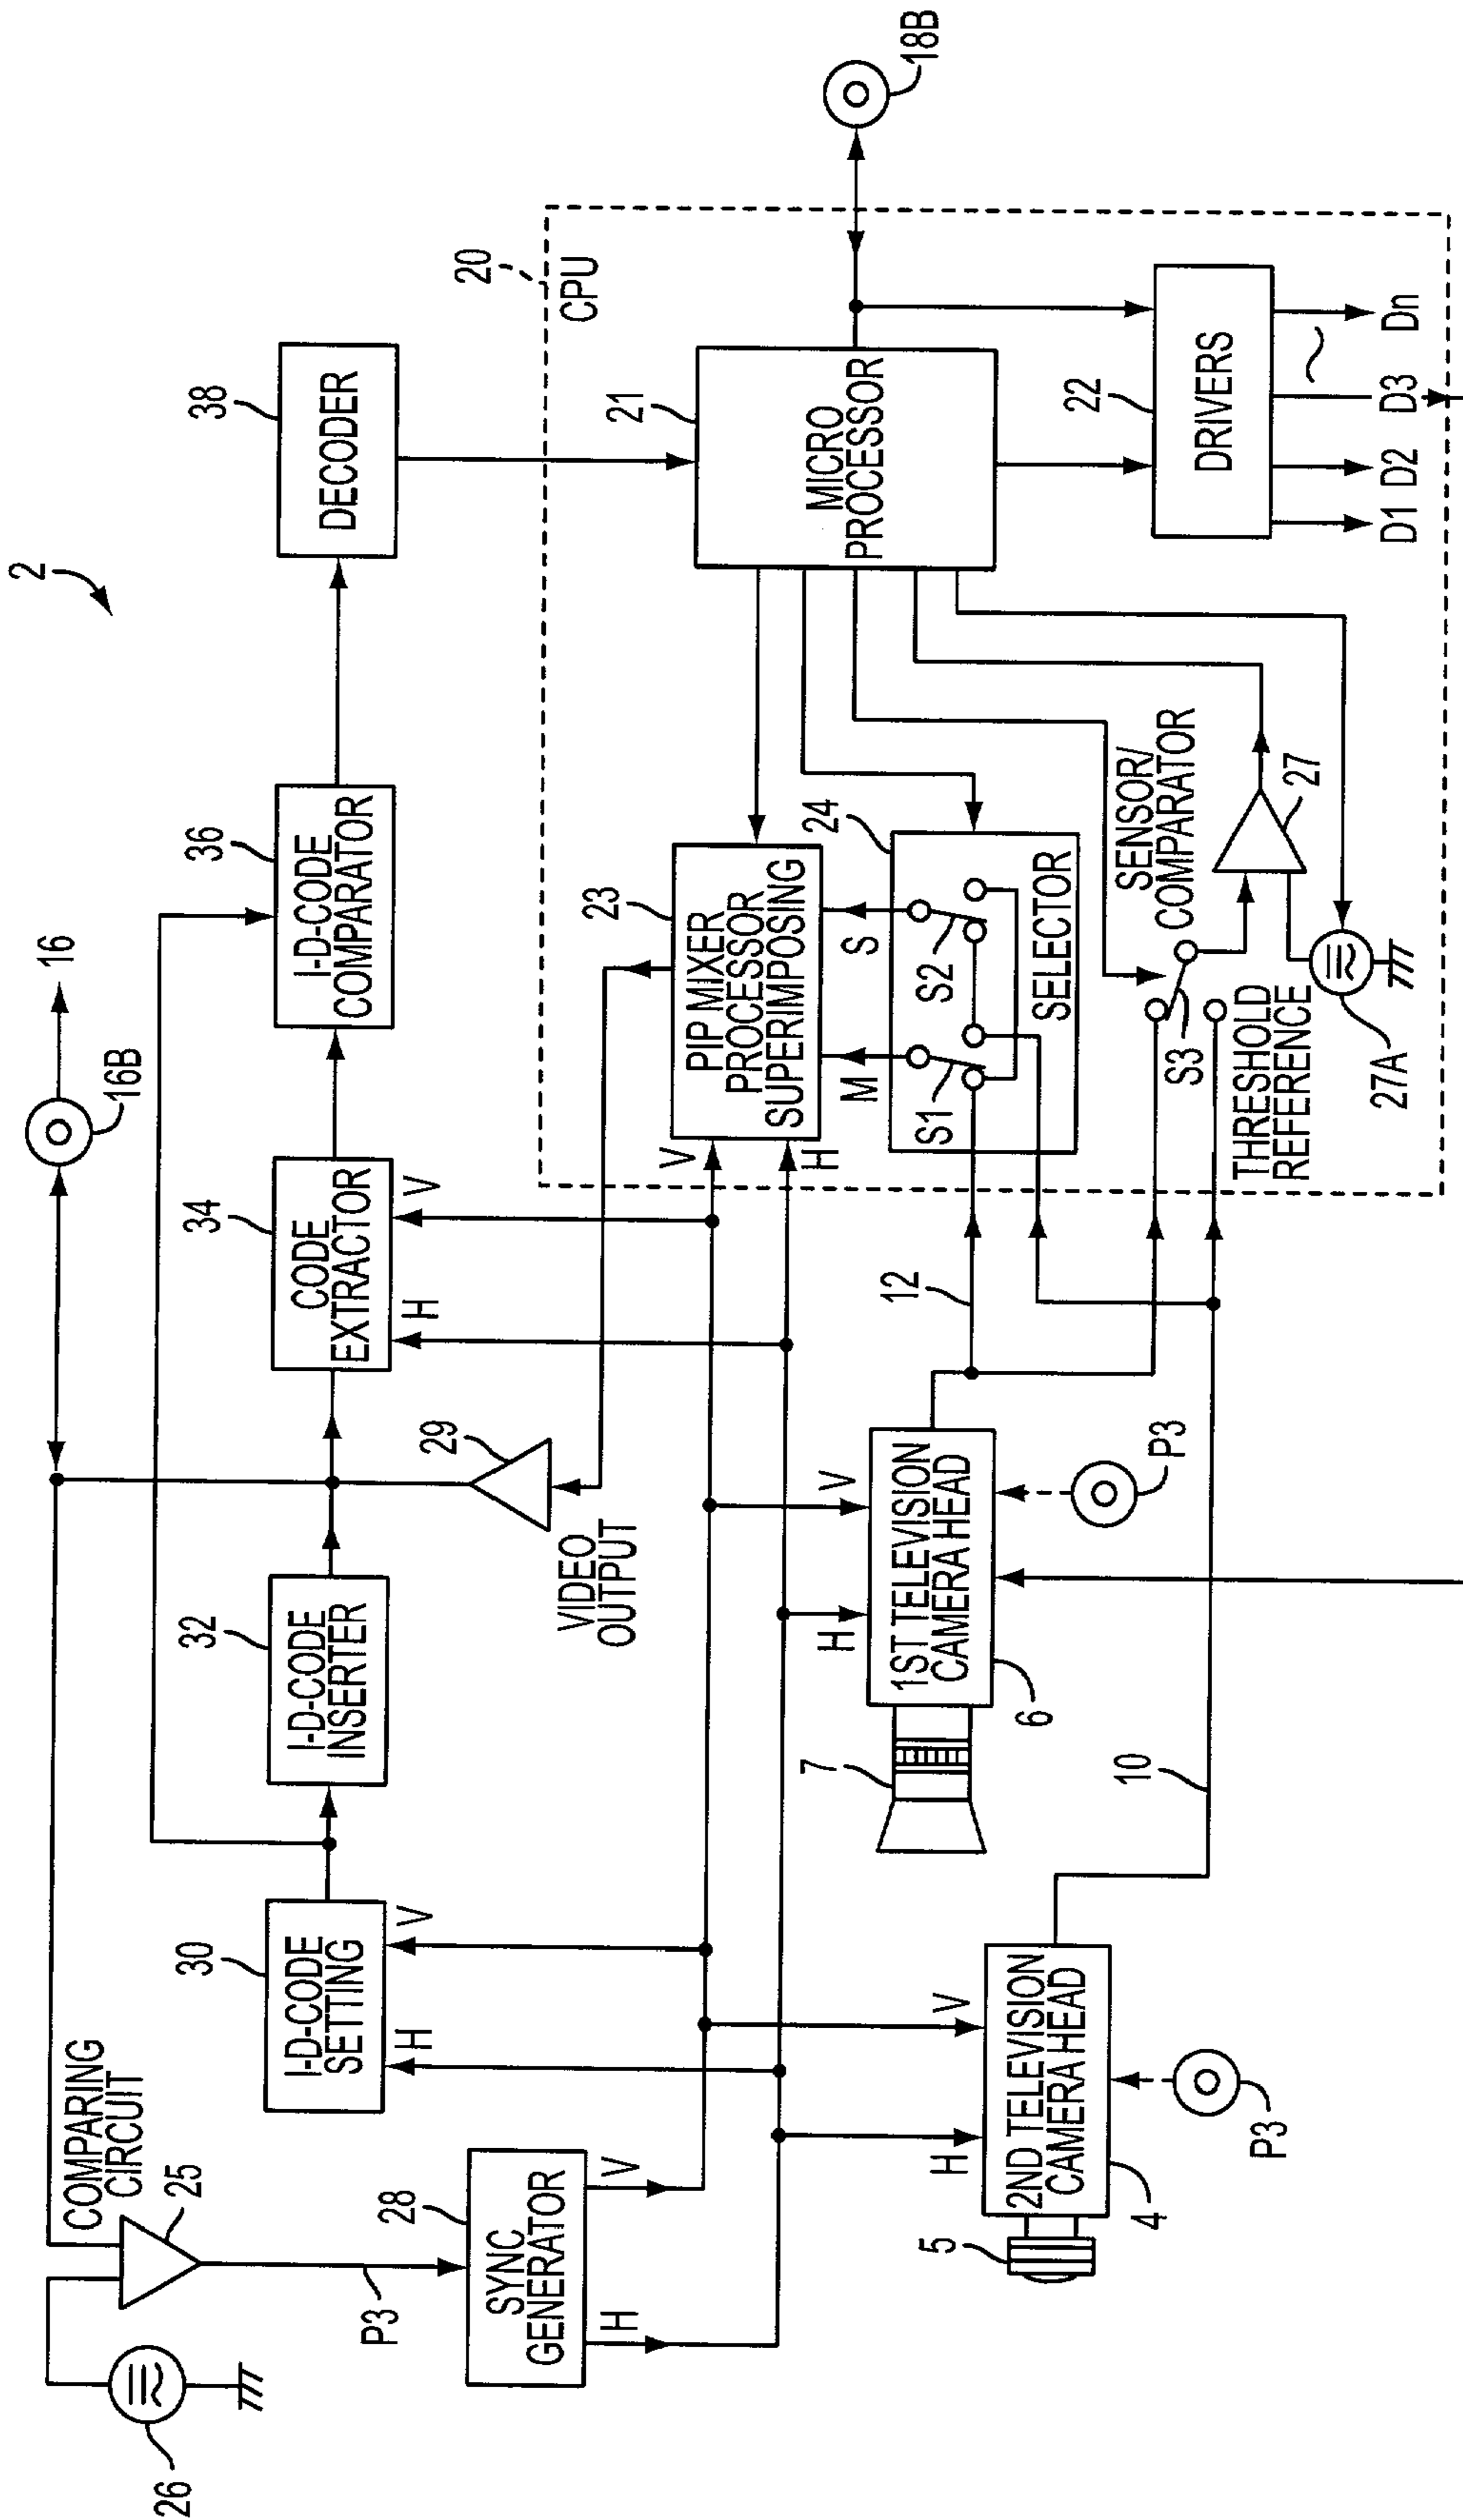 2
16
16B
COMPARING
CIRCUIT
25
26
P3
28
SYNC
GENERATOR
V
H
30
I-D-CODE
SETTING
H
V
32
I-D-CODE
INSERTER
34
CODE
EXTRACTOR
H
V
36
I-D-CODE
COMPARATOR
38
DECODER
29
VIDEO
OUTPUT
20
CPU
18B
21
MICRO
PROCESSOR
22
DRIVERS
D1
D2
D3
Dn
23
PIP MIXER
PROCESSOR
SUPERIMPOSING
V
H
M
S
24
S1
S2
SELECTOR
SENSOR/
COMPARATOR
27
S3
THRESHOLD
REFERENCE
27A
12
10
7
1ST TELEVISION
CAMERA HEAD
H
V
6
P3
5
2ND TELEVISION
CAMERA HEAD
H
V
4
P3